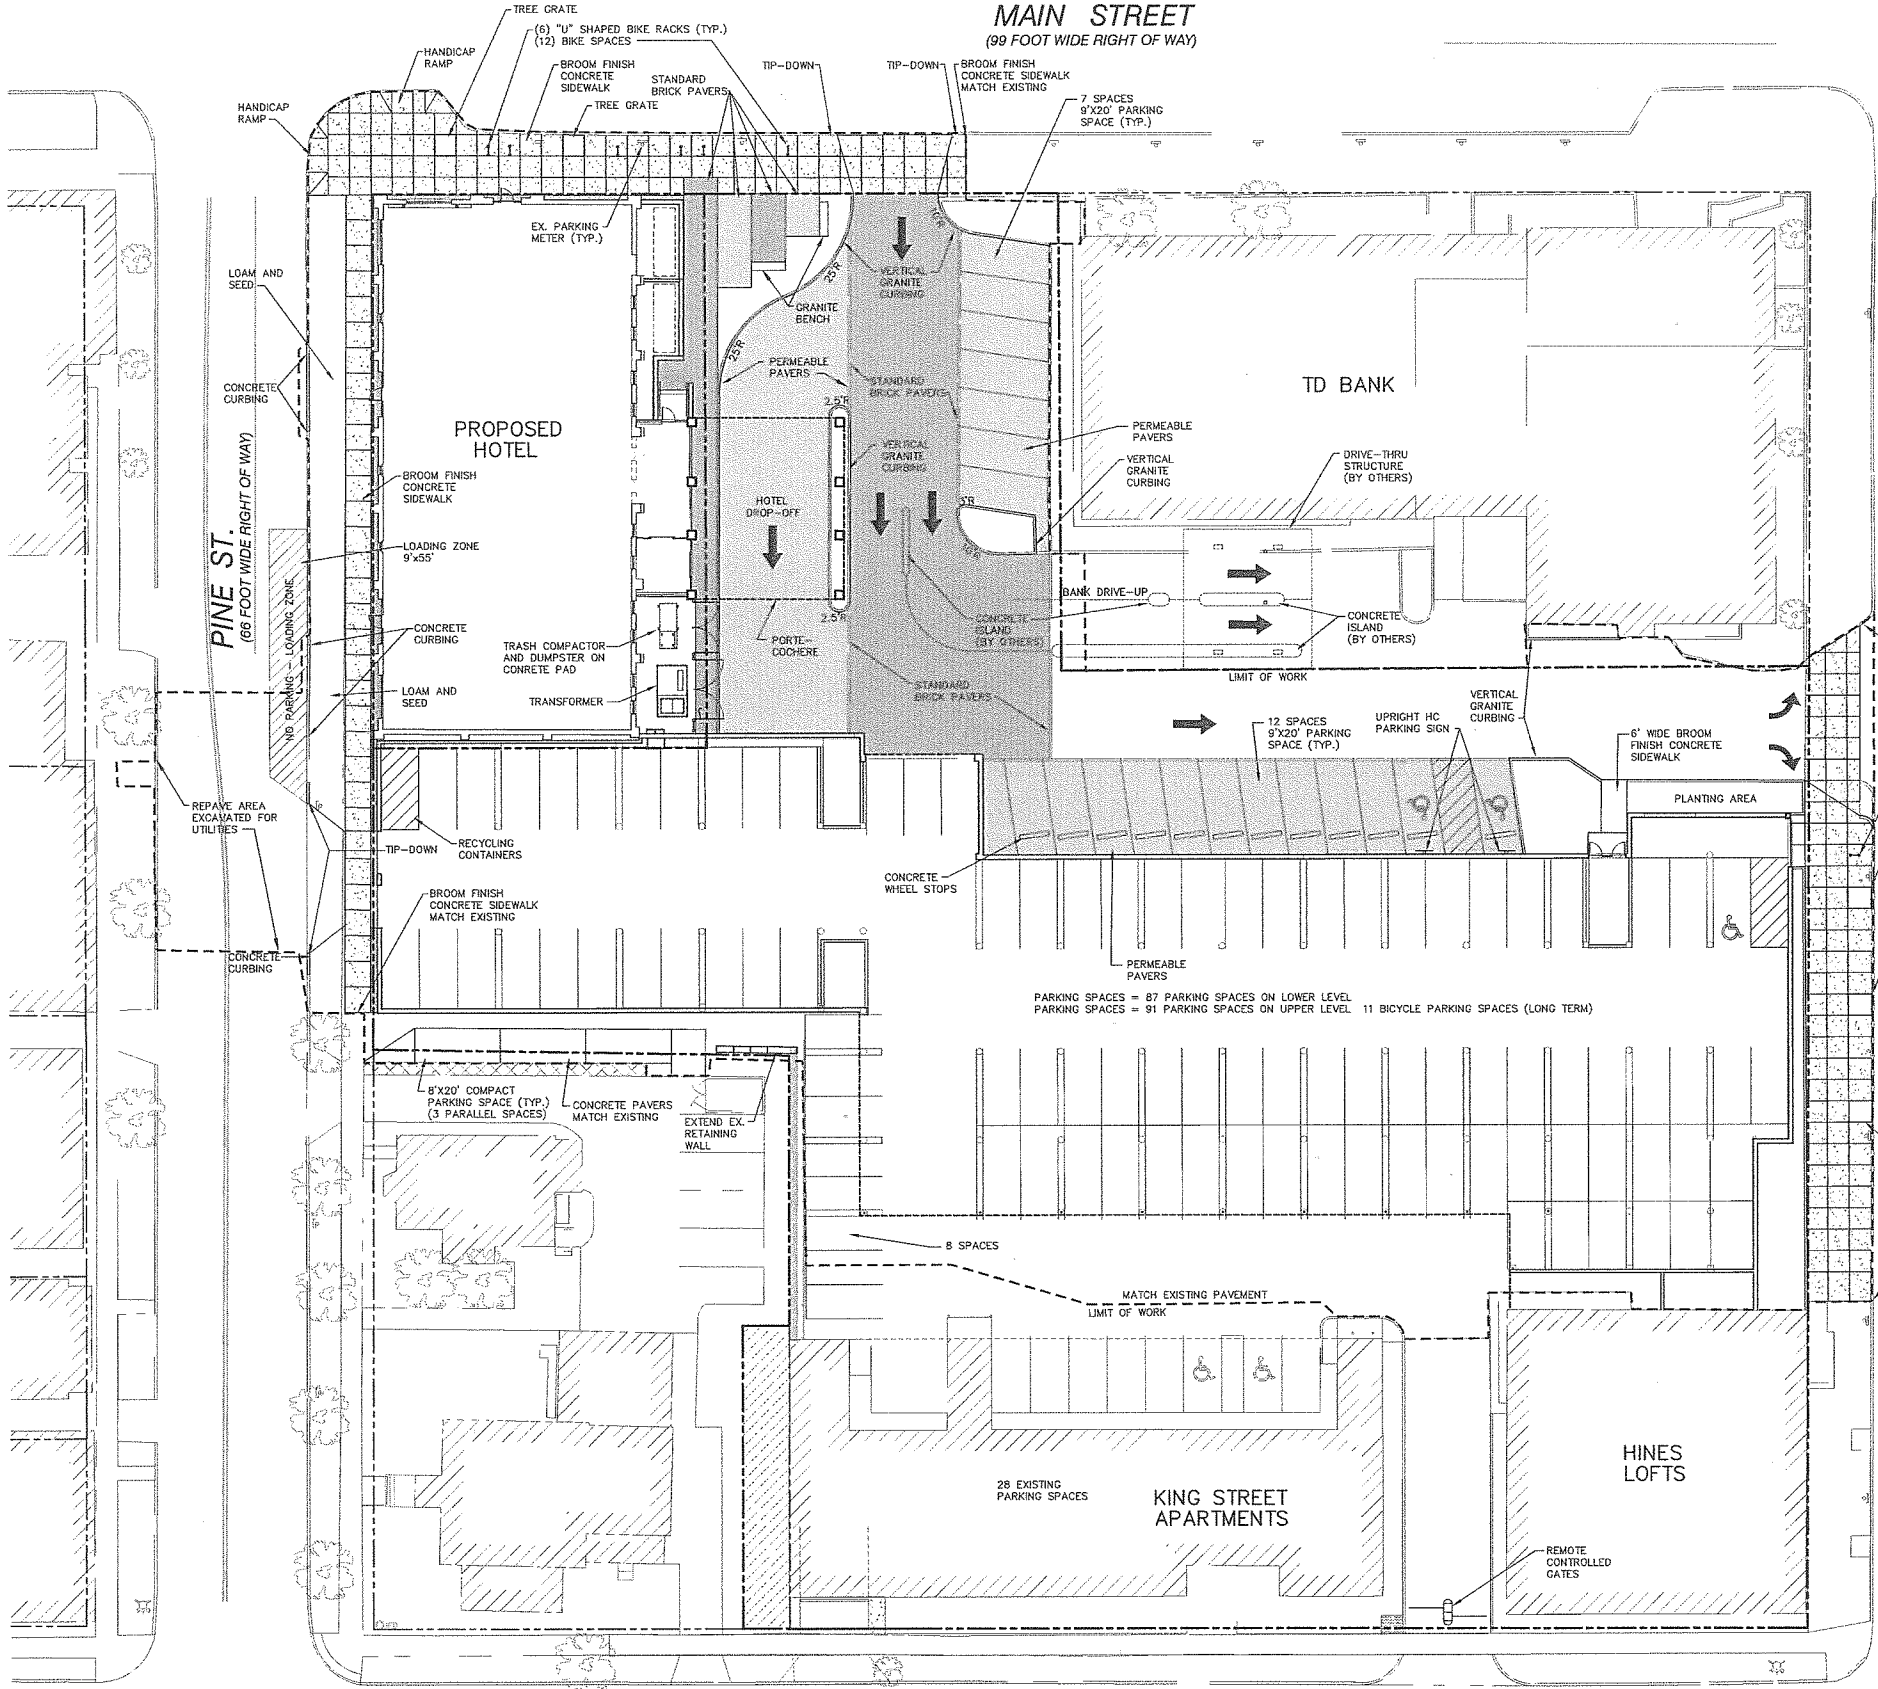 MAIN STREET
(99 FOOT WIDE RIGHT OF WAY)
TREE GRATE
(6) "U" SHAPED BIKE RACKS (TYP.)
(12) BIKE SPACES
HANDICAP
RAMP
BROOM FINISH
CONCRETE
SIDEWALK
STANDARD
BRICK PAVERS
TREE GRATE
TIP-DOWN
TIP-DOWN
BROOM FINISH
CONCRETE SIDEWALK
MATCH EXISTING
7 SPACES
9'X20' PARKING
SPACE (TYP.)
HANDICAP
RAMP
EX. PARKING
METER (TYP.)
10'R
LOAM AND
SEED
25'R
VERTICAL
GRANITE
CURBING
GRANITE
BENCH
25'R
PERMEABLE
PAVERS
STANDARD
BRICK PAVERS
TD BANK
CONCRETE
CURBING
2.5'R
PROPOSED
HOTEL
VERTICAL
GRANITE
CURBING
PERMEABLE
PAVERS
VERTICAL
GRANITE
CURBING
DRIVE-THRU
STRUCTURE
(BY OTHERS)
PINE ST.
(66 FOOT WIDE RIGHT OF WAY)
BROOM FINISH
CONCRETE
SIDEWALK
HOTEL
DROP-OFF
5'R
10'R
LOADING ZONE
9'x55'
NO PARKING - LOADING ZONE
BANK DRIVE-UP
CONCRETE
ISLAND
(BY OTHERS)
CONCRETE
ISLAND
(BY OTHERS)
2.5'R
CONCRETE
CURBING
TRASH COMPACTOR
AND DUMPSTER ON
CONRETE PAD
PORTE-
COCHERE
LIMIT OF WORK
LOAM AND
SEED
TRANSFORMER
STANDARD
BRICK PAVERS
VERTICAL
GRANITE
CURBING
12 SPACES
9'X20' PARKING
SPACE (TYP.)
UPRIGHT HC
PARKING SIGN
6' WIDE BROOM
FINISH CONCRETE
SIDEWALK
PLANTING AREA
REPAVE AREA
EXCAVATED FOR
UTILITIES
TIP-DOWN
RECYCLING
CONTAINERS
CONCRETE
WHEEL STOPS
BROOM FINISH
CONCRETE SIDEWALK
MATCH EXISTING
CONCRETE
CURBING
PERMEABLE
PAVERS
PARKING SPACES = 87 PARKING SPACES ON LOWER LEVEL
PARKING SPACES = 91 PARKING SPACES ON UPPER LEVEL 11 BICYCLE PARKING SPACES (LONG TERM)
8'X20' COMPACT
PARKING SPACE (TYP.)
(3 PARALLEL SPACES)
CONCRETE PAVERS
MATCH EXISTING
EXTEND EX.
RETAINING
WALL
8 SPACES
MATCH EXISTING PAVEMENT
LIMIT OF WORK
28 EXISTING
PARKING SPACES
KING STREET
APARTMENTS
HINES
LOFTS
REMOTE
CONTROLLED
GATES